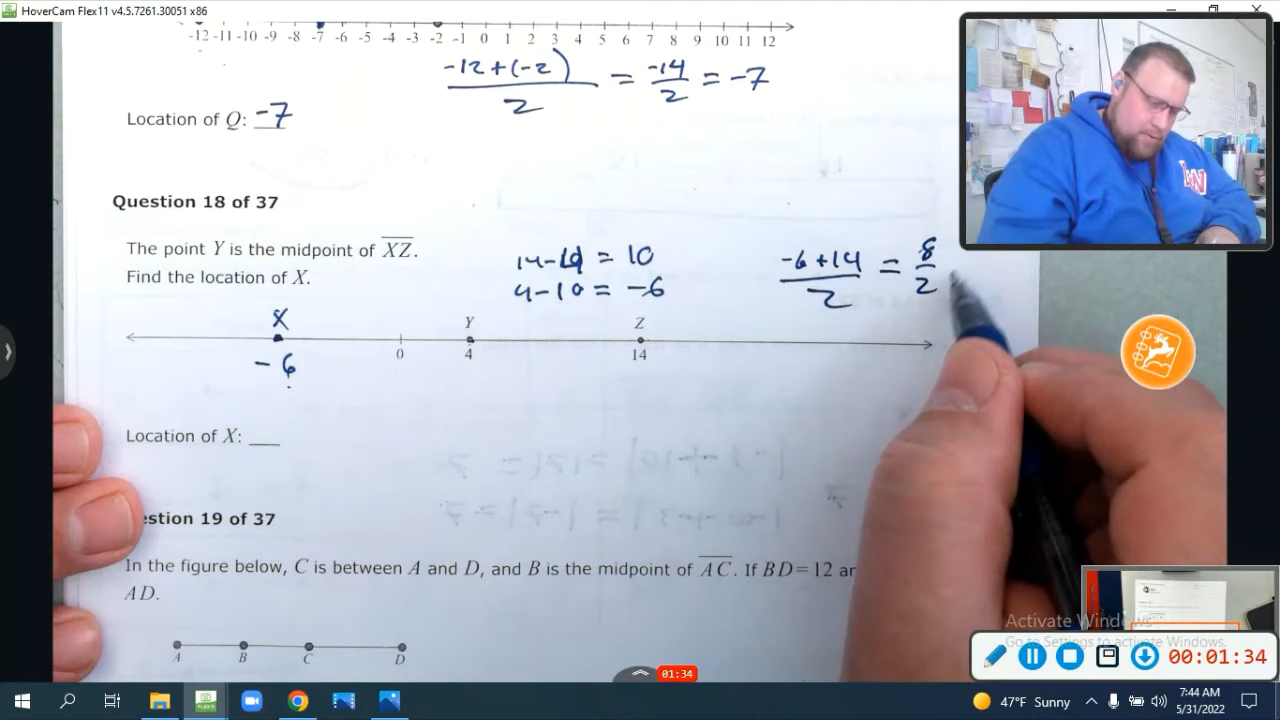 HoverCam Flex11 v4.5.7261.30051 x86
-12 -11 -10 -9 -8 -7 -6 -5 -4 -3 -2 -1 0 1 2 3 4 5 6 7 8 9 10 11 12
-12+(-2) / 2 = -14/2 = -7
Location of Q: -7
Question 18 of 37
The point Y is the midpoint of XZ.
Find the location of X.
14-4 = 10
4-10 = -6
-6+14 / 2 = 8/2
X Y Z
-6 0 4 14
Location of X: __
estion 19 of 37
In the figure below, C is between A and D, and B is the midpoint of AC. If BD=12 ar
AD.
A B C D
Activate Windows
Go to Settings to activate Windows.
01:34
00:01:34
47°F Sunny
7:44 AM
5/31/2022